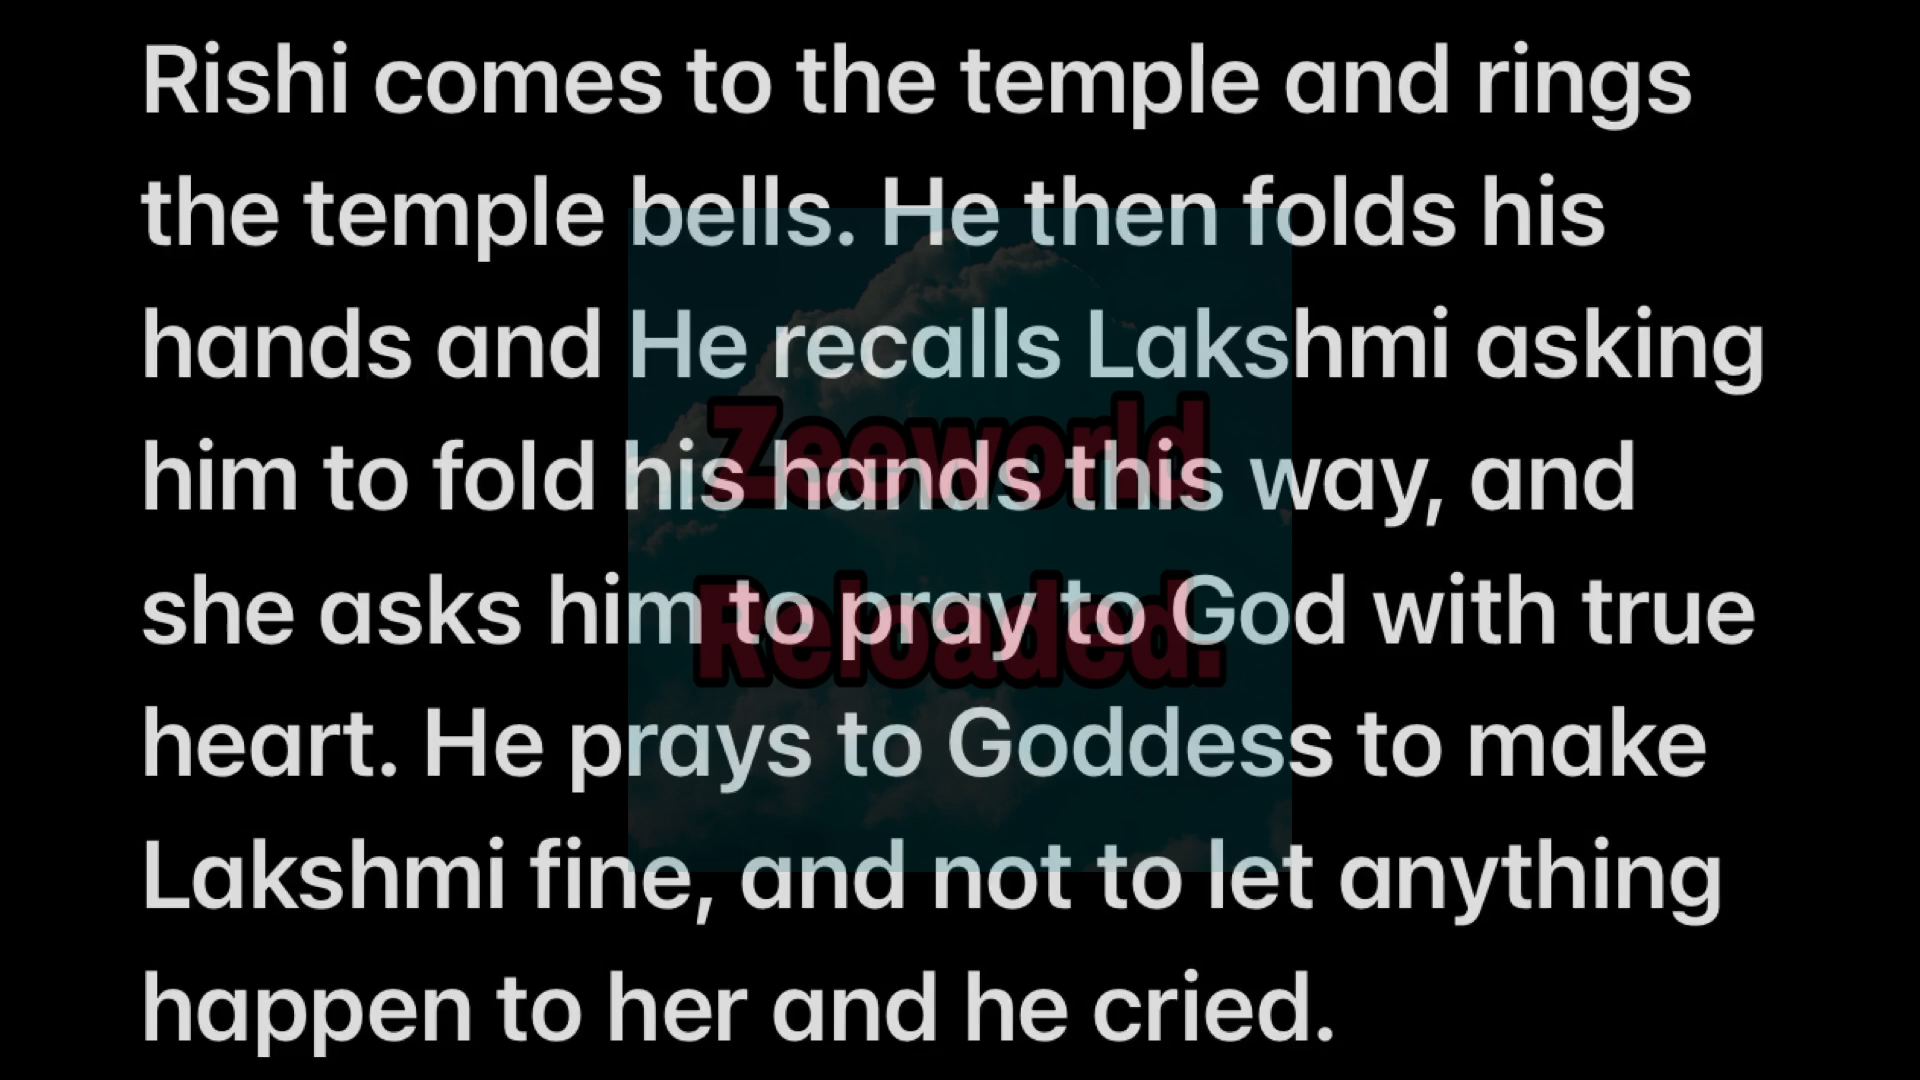 Rishi comes to the temple and rings
the temple bells. He then folds his
hands and He recalls Lakshmi asking
him to fold his hands this way, and
she asks him to pray to God with true
heart. He prays to Goddess to make
Lakshmi fine, and not to let anything
happen to her and he cried.
Zeeworld
Reloaded.